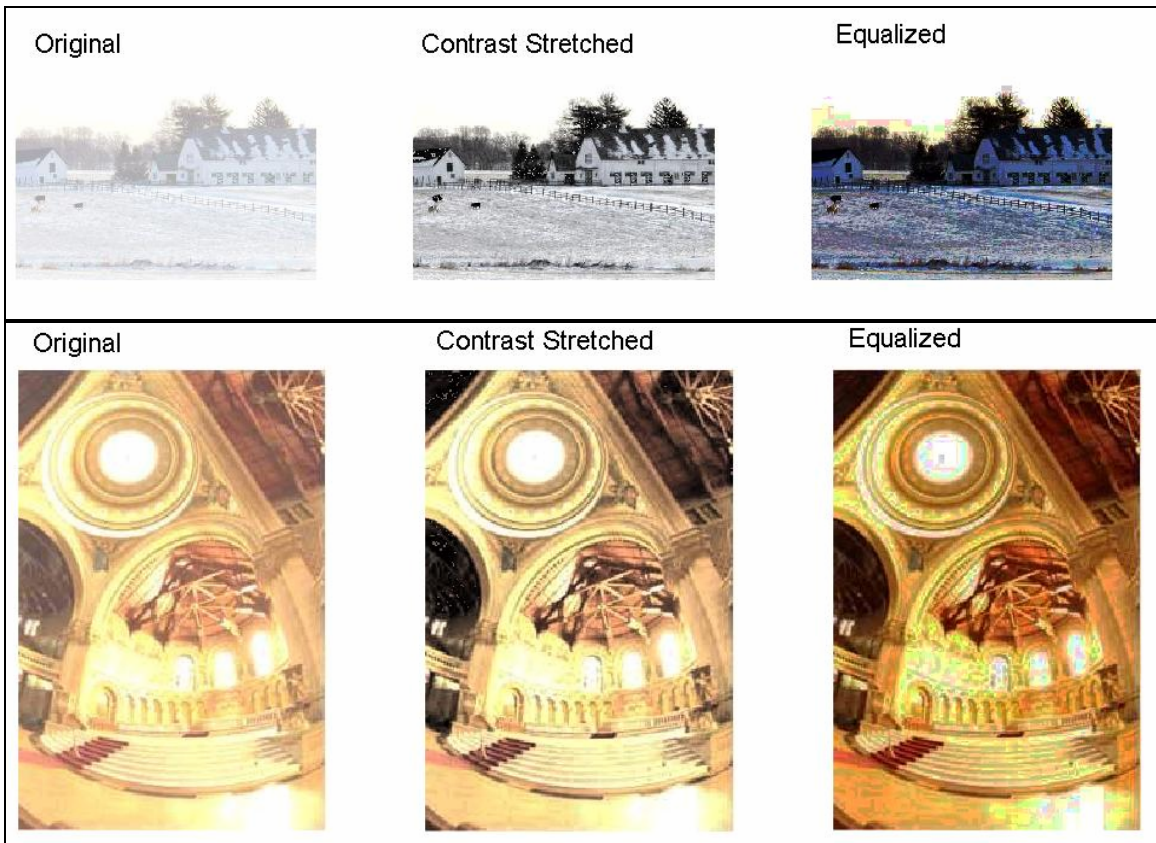 Original
Contrast Stretched
Equalized
Original
Contrast Stretched
Equalized